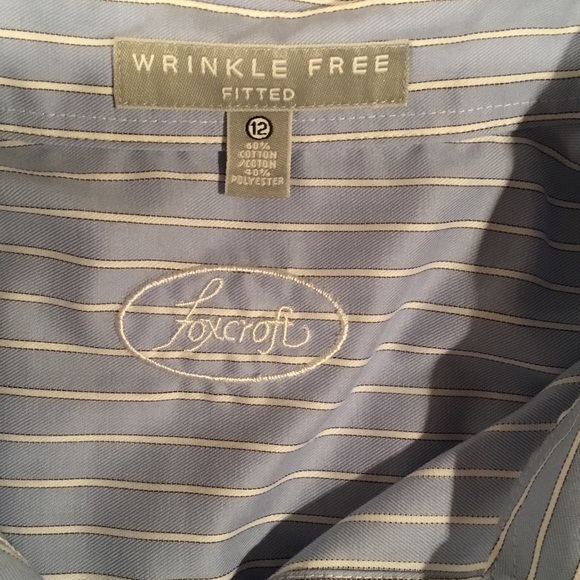 WRINKLE FREE
FITTED
12
60%
COTTON
/COTON
40%
POLYESTER
Foxcroft